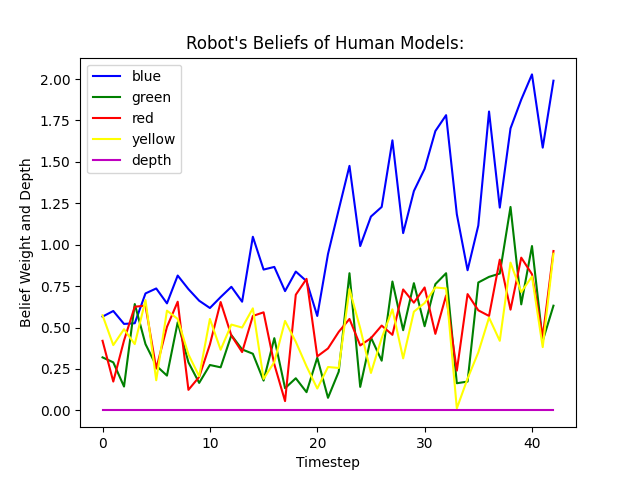 Robot's Beliefs of Human Models:
blue
green
red
yellow
depth
Belief Weight and Depth
2.00
1.75
1.50
1.25
1.00
0.75
0.50
0.25
0.00
0 10 20 30 40
Timestep